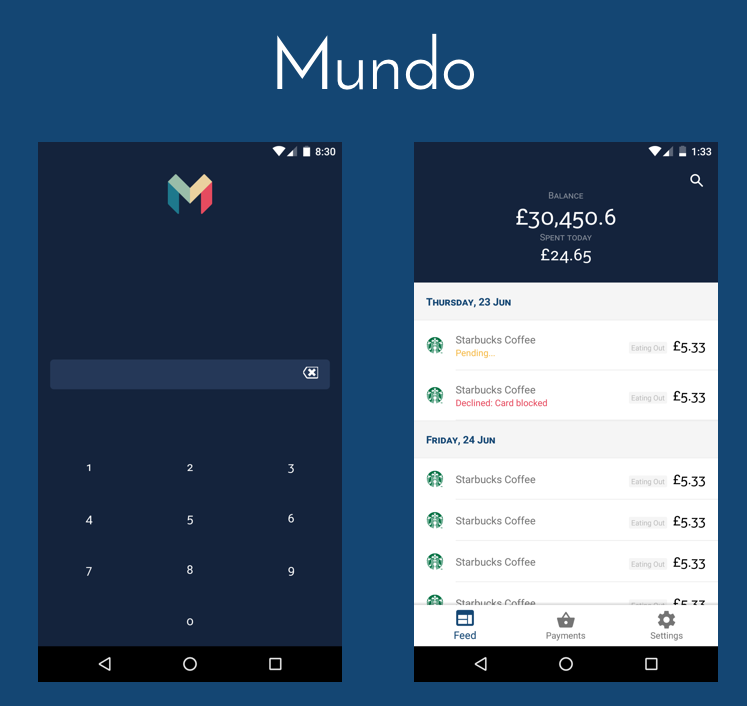 Mundo
8:30
1 2 3
4 5 6
7 8 9
0
1:33
Balance
£30,450.6
Spent today
£24.65
Thursday, 23 Jun
Starbucks Coffee
Pending...
Eating Out £5.33
Starbucks Coffee
Declined: Card blocked
Eating Out £5.33
Friday, 24 Jun
Starbucks Coffee Eating Out £5.33
Starbucks Coffee Eating Out £5.33
Starbucks Coffee Eating Out £5.33
Starbucks Coffee Eating Out £5.33
Feed Payments Settings